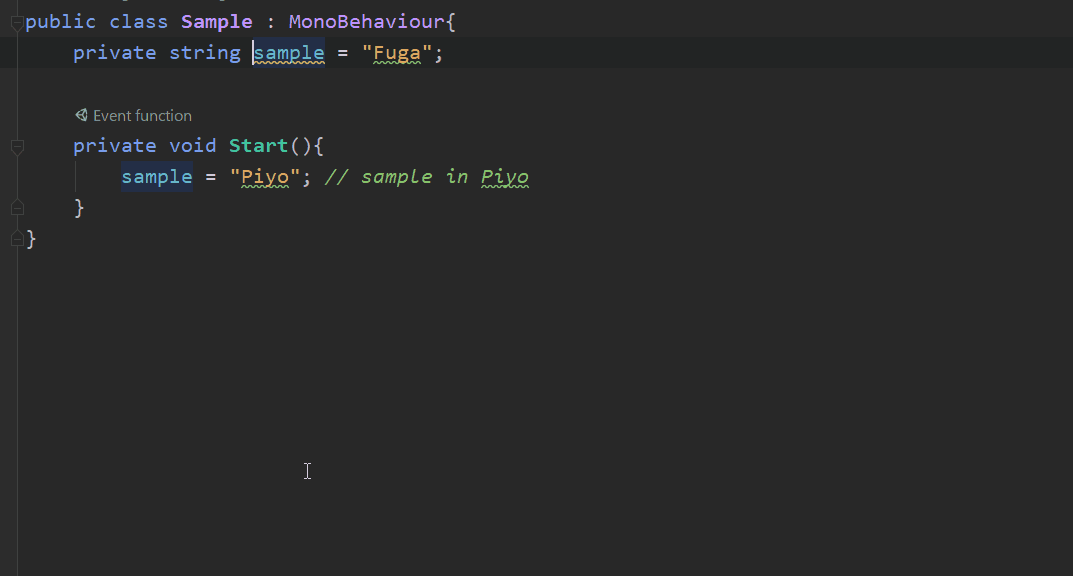 public class Sample : MonoBehaviour{
private string sample = "Fuga";
Event function
private void Start(){
sample = "Piyo"; // sample in Piyo
}
}